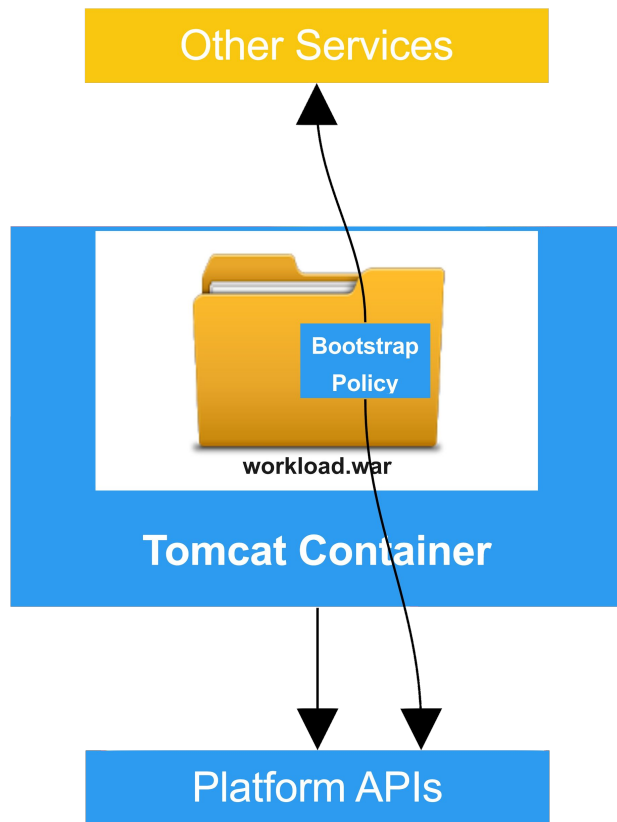 Other Services
Bootstrap
Policy
workload.war
Tomcat Container
Platform APIs